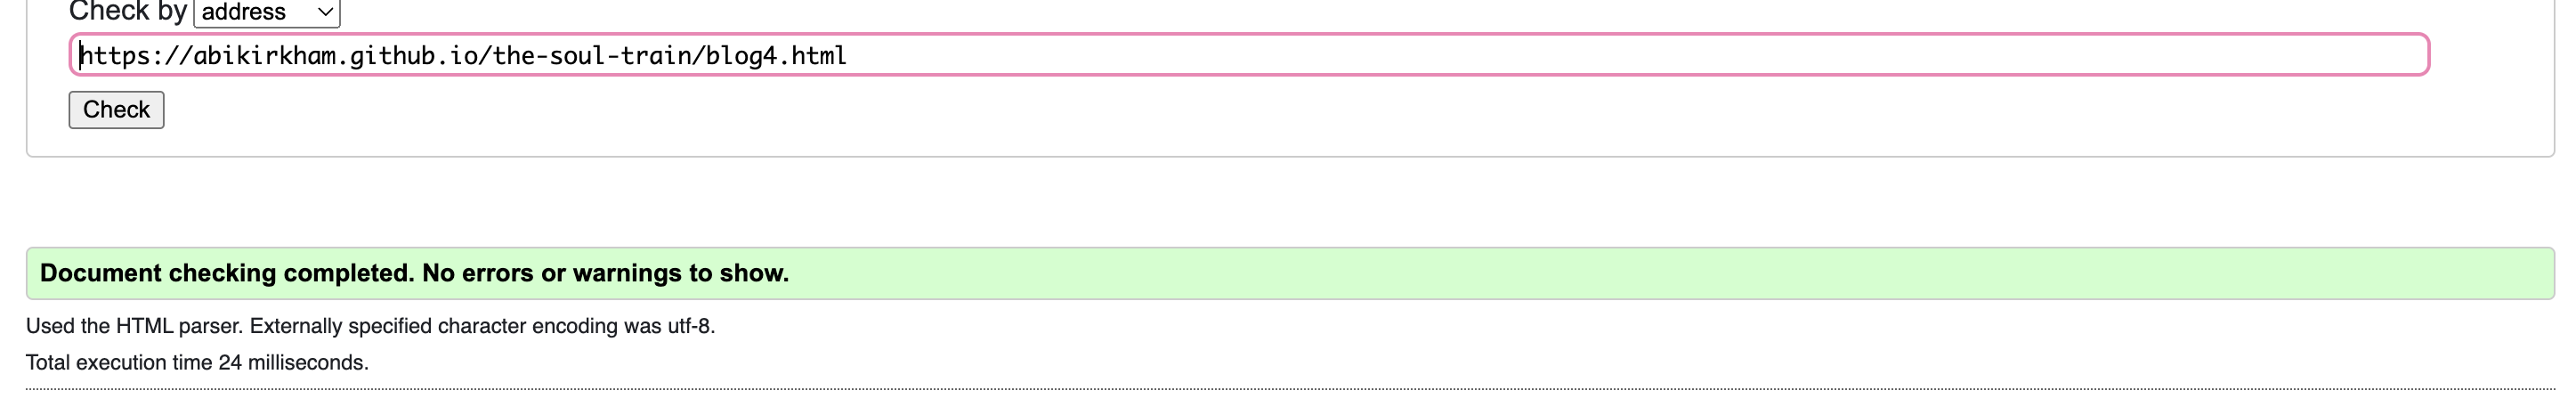 Check by address
https://abikirkham.github.io/the-soul-train/blog4.html
Check
Document checking completed. No errors or warnings to show.
Used the HTML parser. Externally specified character encoding was utf-8.
Total execution time 24 milliseconds.